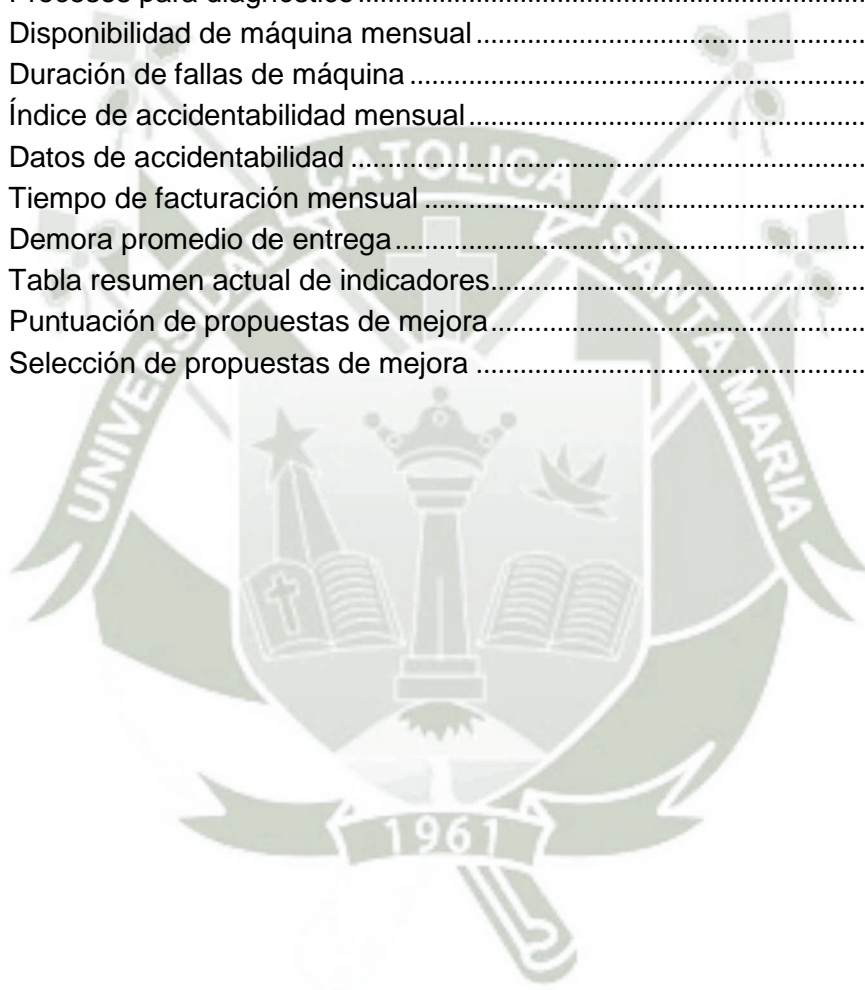 Procesos para diagnóstico....................................................................
Disponibilidad de máquina mensual.....................................................
Duración de fallas de máquina..............................................................
Índice de accidentabilidad mensual......................................................
Datos de accidentabilidad.....................................................................
Tiempo de facturación mensual............................................................
Demora promedio de entrega................................................................
Tabla resumen actual de indicadores...................................................
Puntuación de propuestas de mejora...................................................
Selección de propuestas de mejora.....................................................
UNIVERSIDAD CATOLICA SANTA MARIA
1961